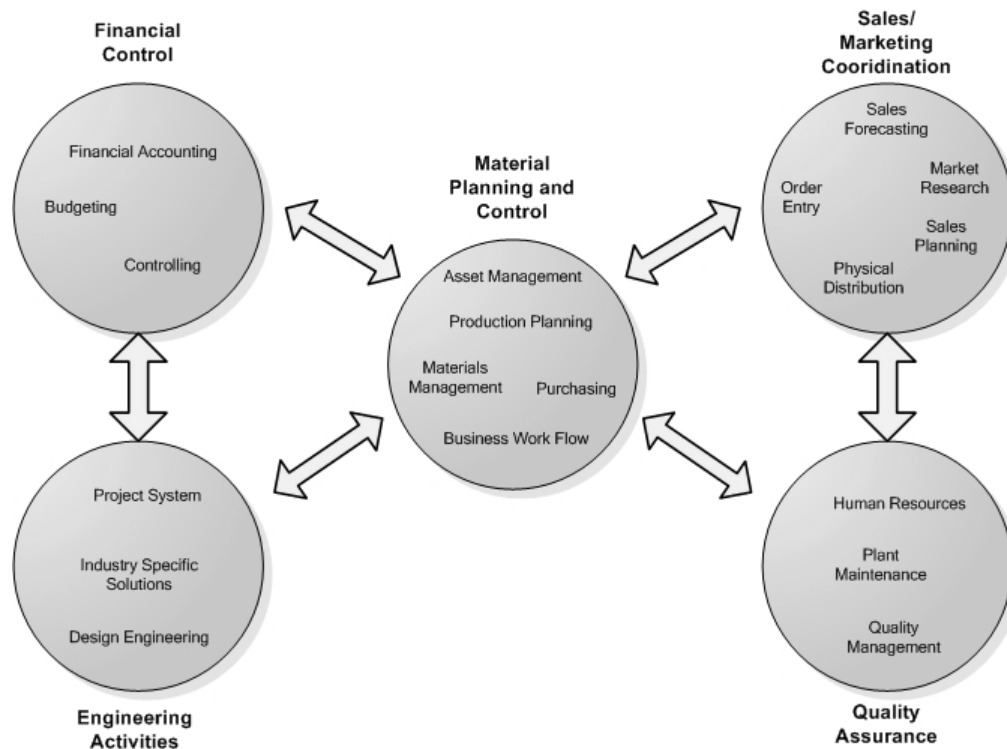 Financial
Control
Financial Accounting
Budgeting
Controlling
Sales/
Marketing
Cooridination
Sales
Forecasting
Market
Research
Order
Entry
Sales
Planning
Physical
Distribution
Material
Planning and
Control
Asset Management
Production Planning
Materials
Management
Purchasing
Business Work Flow
Project System
Industry Specific
Solutions
Design Engineering
Engineering
Activities
Human Resources
Plant
Maintenance
Quality
Management
Quality
Assurance